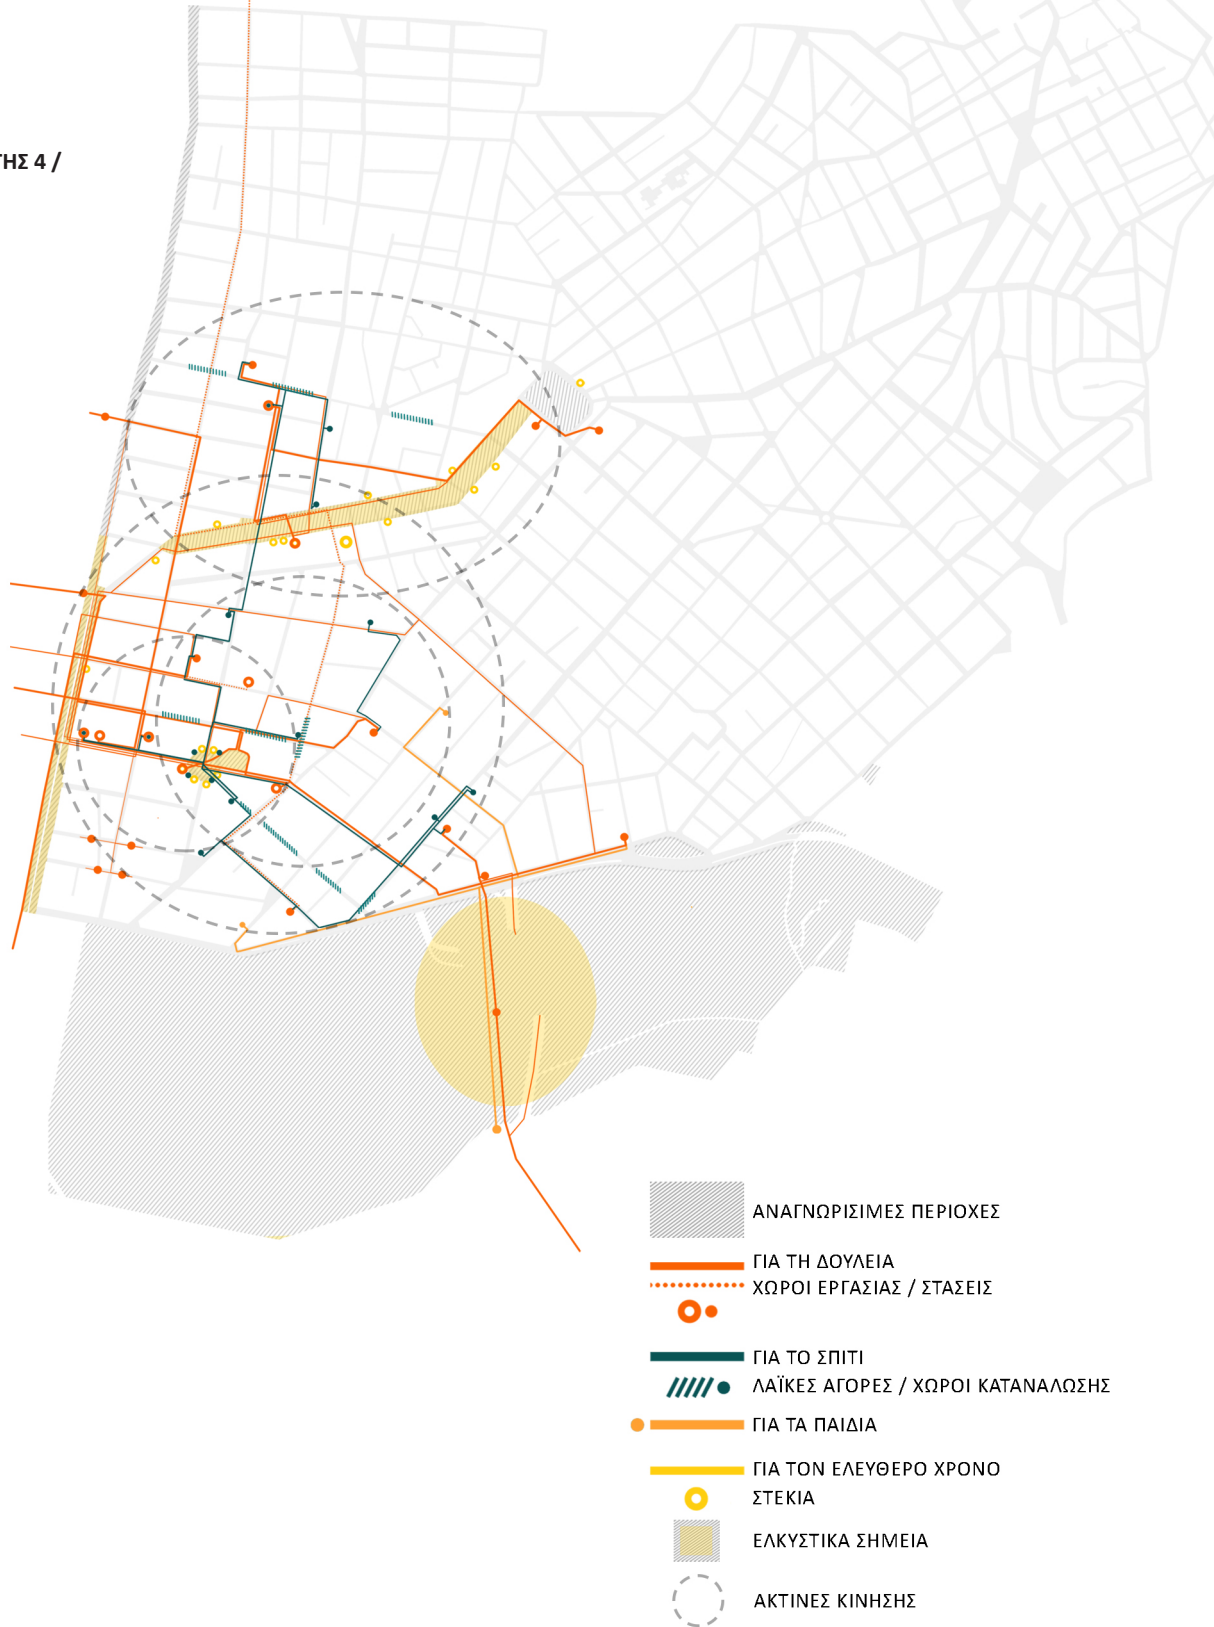 ΤΗΣ 4 /
ΑΝΑΓΝΩΡΙΣΙΜΕΣ ΠΕΡΙΟΧΕΣ
ΓΙΑ ΤΗ ΔΟΥΛΕΙΑ
ΧΩΡΟΙ ΕΡΓΑΣΙΑΣ / ΣΤΑΣΕΙΣ
ΓΙΑ ΤΟ ΣΠΙΤΙ
ΛΑΪΚΕΣ ΑΓΟΡΕΣ / ΧΩΡΟΙ ΚΑΤΑΝΑΛΩΣΗΣ
ΓΙΑ ΤΑ ΠΑΙΔΙΑ
ΓΙΑ ΤΟΝ ΕΛΕΥΘΕΡΟ ΧΡΟΝΟ
ΣΤΕΚΙΑ
ΕΛΚΥΣΤΙΚΑ ΣΗΜΕΙΑ
ΑΚΤΙΝΕΣ ΚΙΝΗΣΗΣ